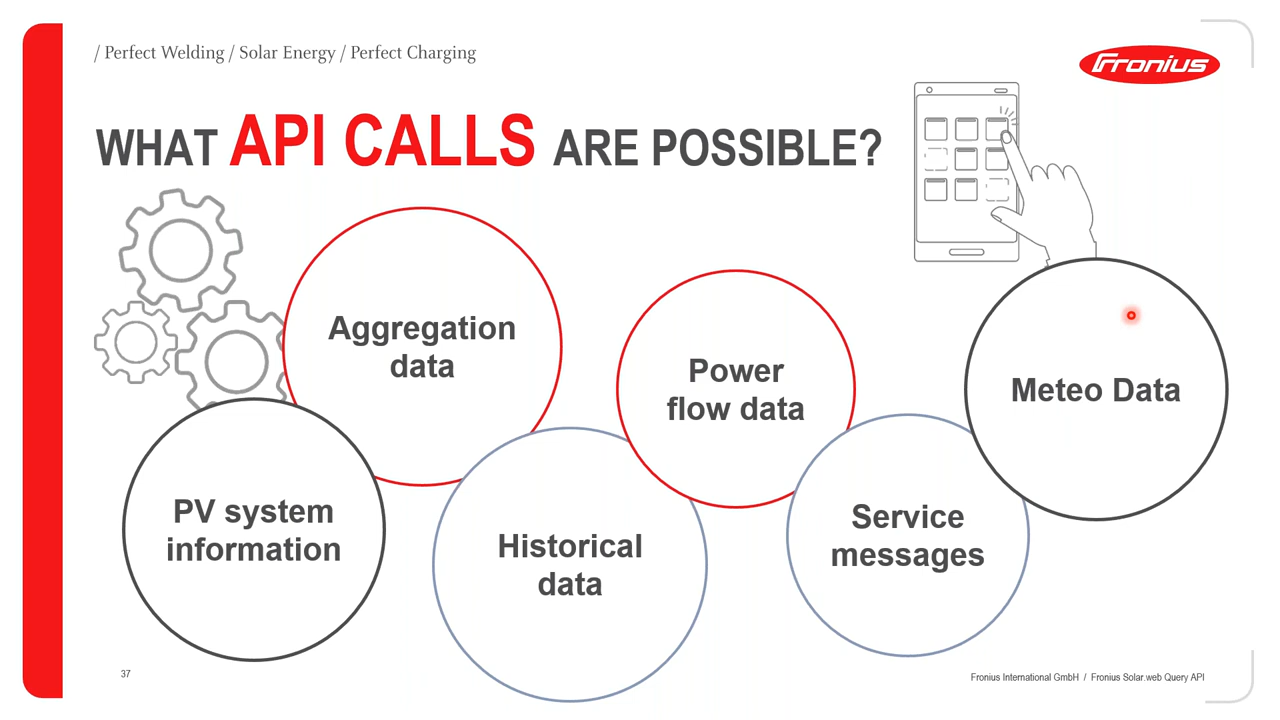 / Perfect Welding / Solar Energy / Perfect Charging
Fronius
WHAT API CALLS ARE POSSIBLE?
Aggregation
data
Power
flow data
Meteo Data
PV system
information
Historical
data
Service
messages
37
Fronius International GmbH / Fronius Solar.web Query API